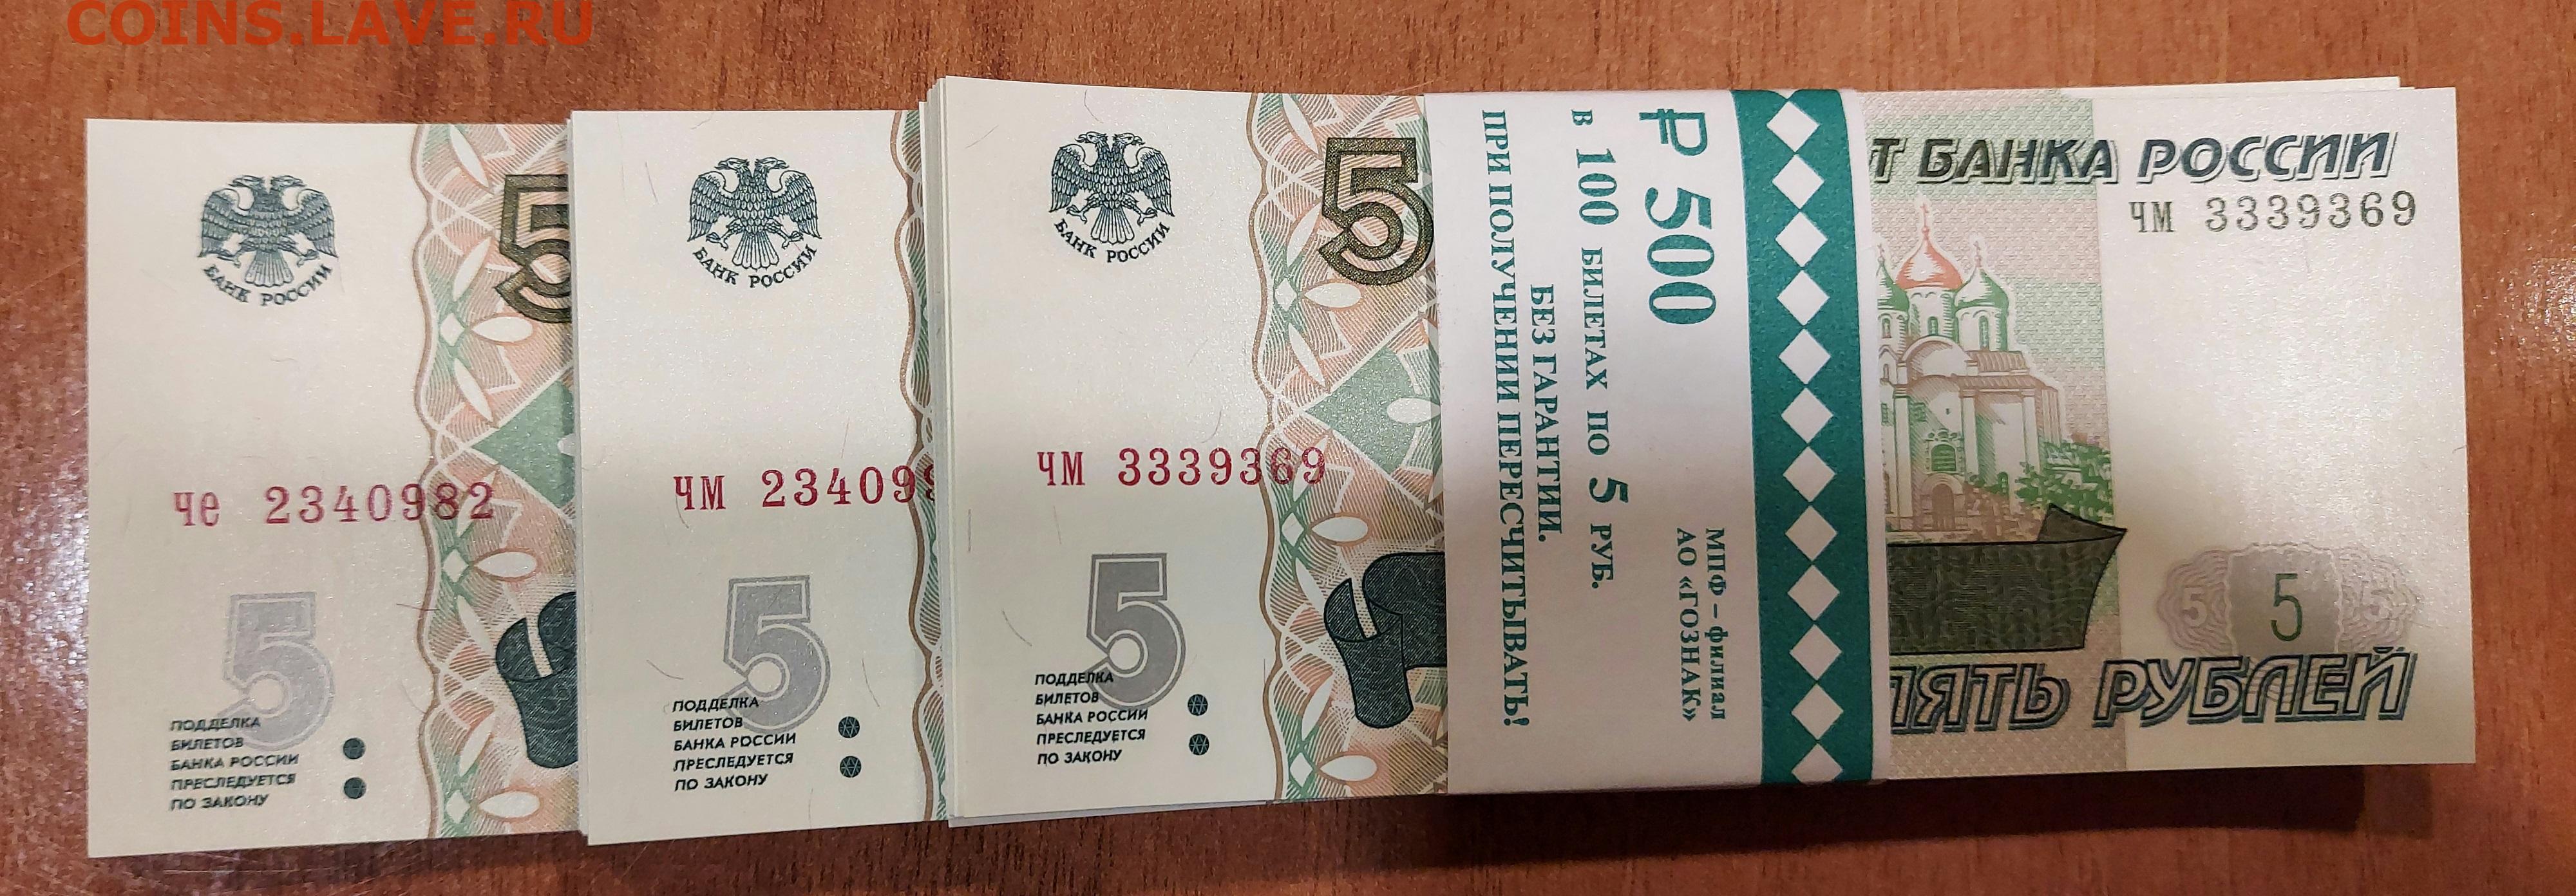 COINS.LAVE.RU
БАНК РОССИИ
5
че 2340982
5
ПОДДЕЛКА
БИЛЕТОВ
БАНКА РОССИИ
ПРЕСЛЕДУЕТСЯ
ПО ЗАКОНУ
БАНК РОССИИ
чм 234099
5
ПОДДЕЛКА
БИЛЕТОВ
БАНКА РОССИИ
ПРЕСЛЕДУЕТСЯ
ПО ЗАКОНУ
БАНК РОССИИ
5
чм 3339369
5
ПОДДЕЛКА
БИЛЕТОВ
БАНКА РОССИИ
ПРЕСЛЕДУЕТСЯ
ПО ЗАКОНУ
₽ 500
В 100 БИЛЕТАХ ПО 5 РУБ.
БЕЗ ГАРАНТИИ.
ПРИ ПОЛУЧЕНИИ ПЕРЕСЧИТЫВАТЬ!
МПФ – филиал
АО «ГОЗНАК»
Т БАНКА РОССИИ
чм 3339369
5 5 5
ПЯТЬ РУБЛЕЙ